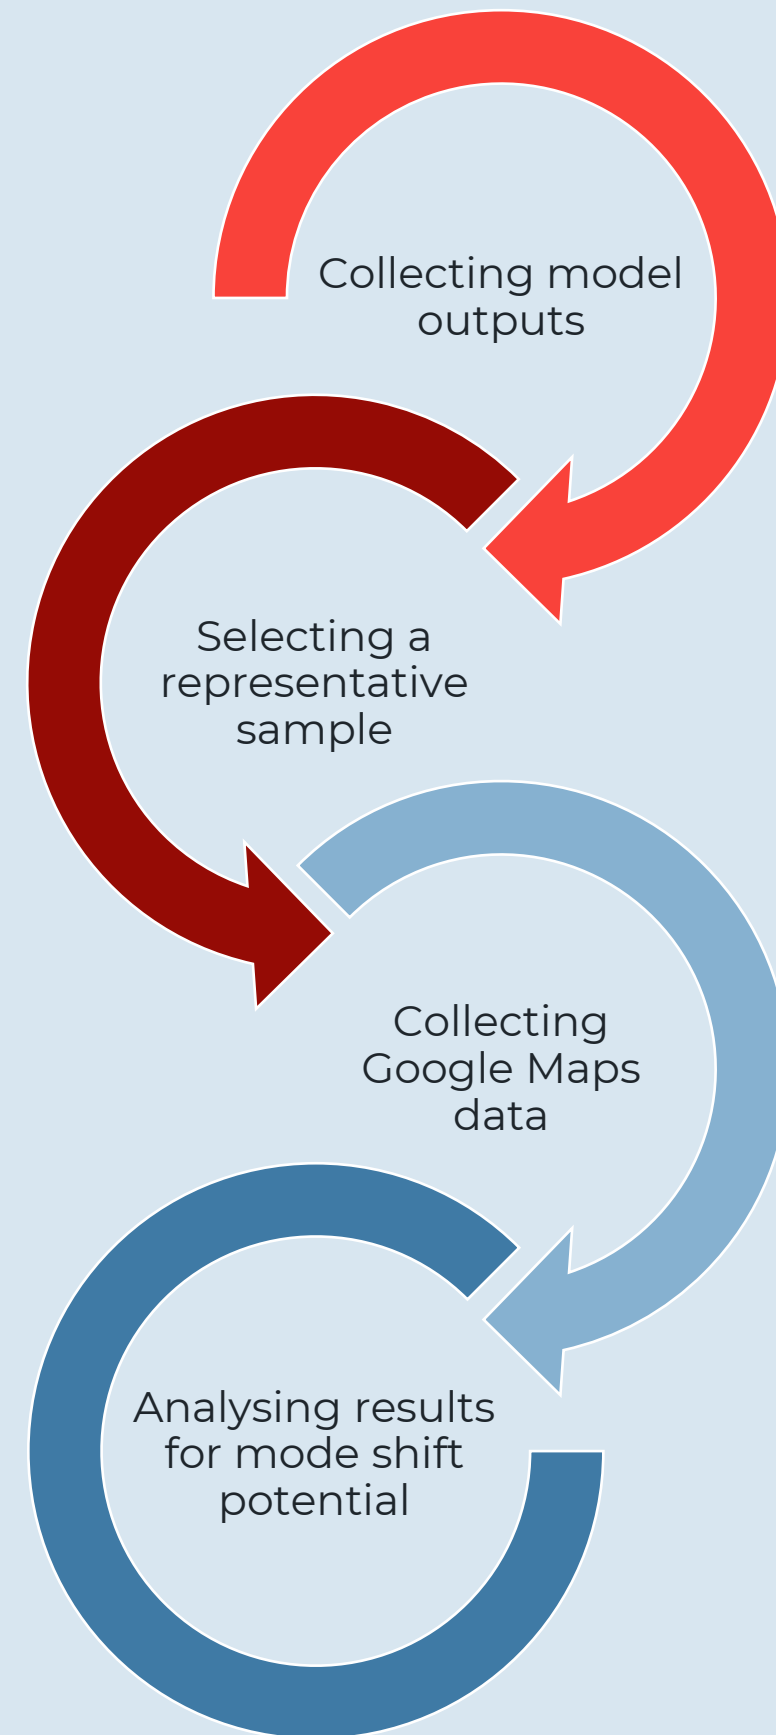 Collecting model
outputs
Selecting a
representative
sample
Collecting
Google Maps
data
Analysing results
for mode shift
potential